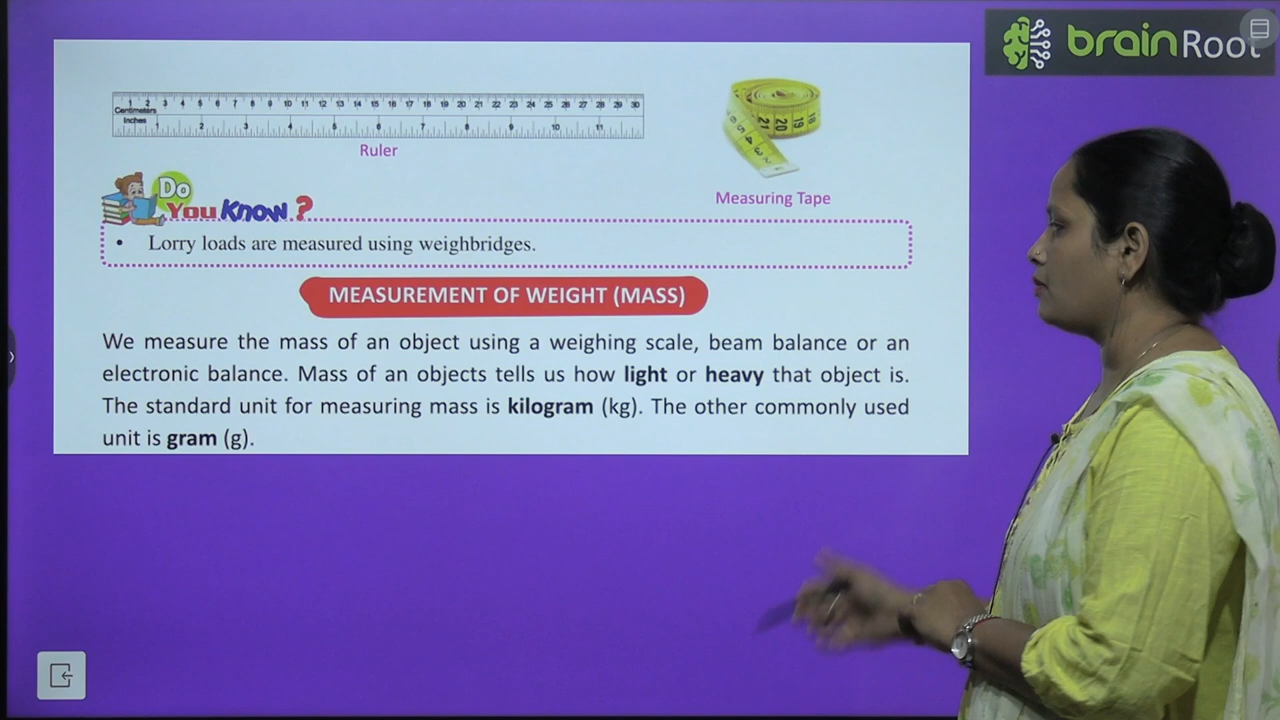 brainRoot
1 2 3 4 5 6 7 8 9 10 11 12 13 14 15 16 17 18 19 20 21 22 23 24 25 26 27 28 29 30
Centimeters
Inches
1 2 3 4 5 6 7 8 9 10 11
21 20 19 18
Ruler
Measuring Tape
Do
You Know ?
• Lorry loads are measured using weighbridges.
MEASUREMENT OF WEIGHT (MASS)
We measure the mass of an object using a weighing scale, beam balance or an
electronic balance. Mass of an objects tells us how light or heavy that object is.
The standard unit for measuring mass is kilogram (kg). The other commonly used
unit is gram (g).